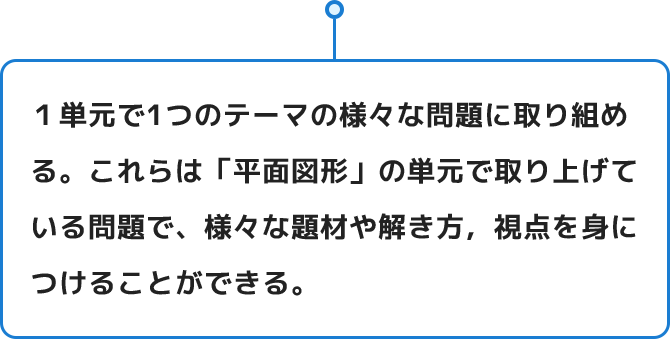 １単元で1つのテーマの様々な問題に取り組め
る。これらは「平面図形」の単元で取り上げて
いる問題で、様々な題材や解き方，視点を身に
つけることができる。